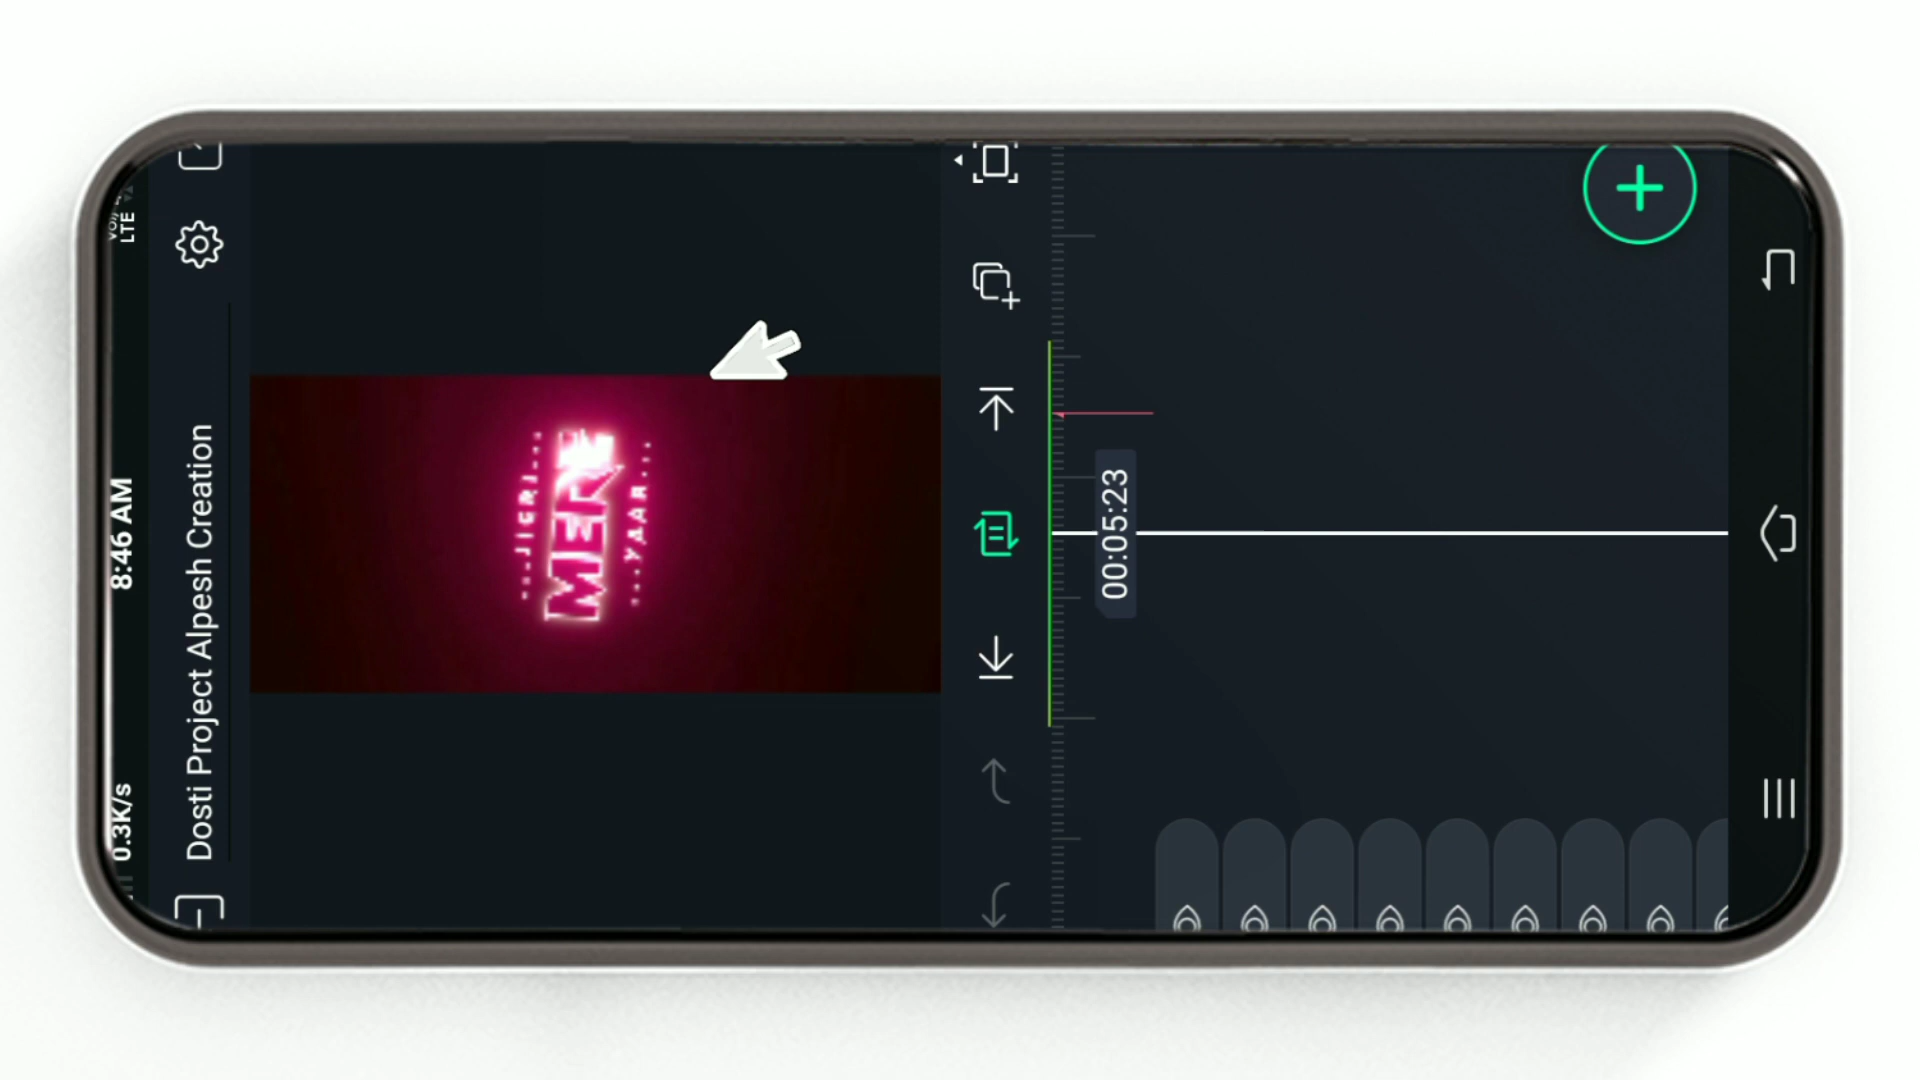 0.3K/s 8:46 AM LTE
Dosti Project Alpesh Creation
...JIGRI...
MERE
...YAAR...
00:05:23